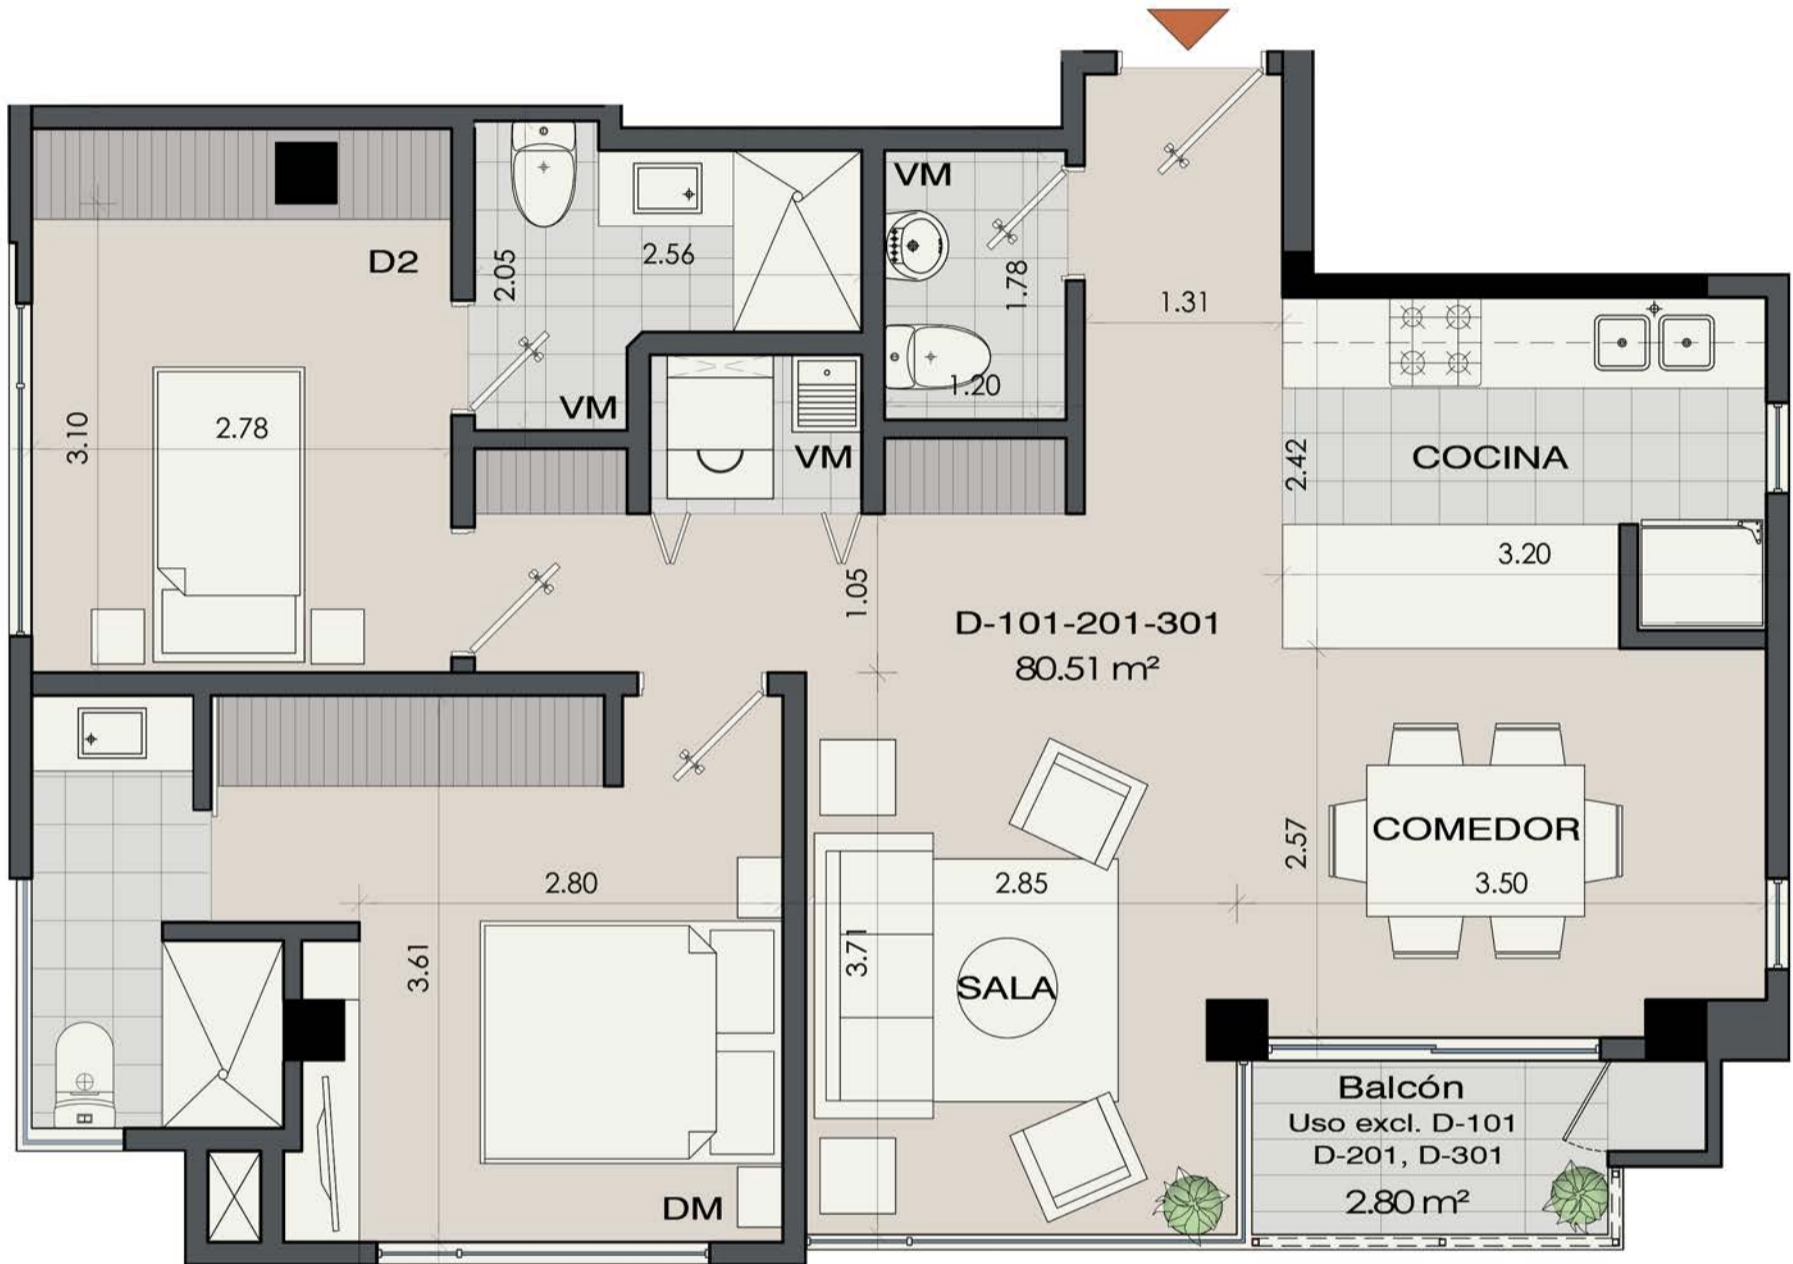 VM
D2
2.05
2.56
1.78
1.31
1.20
VM
3.10
2.78
VM
2.42
COCINA
3.20
1.05
D-101-201-301
80.51 m²
COMEDOR
2.57
2.80
2.85
3.50
3.61
3.71
SALA
Balcón
Uso excl. D-101
D-201, D-301
2.80 m²
DM